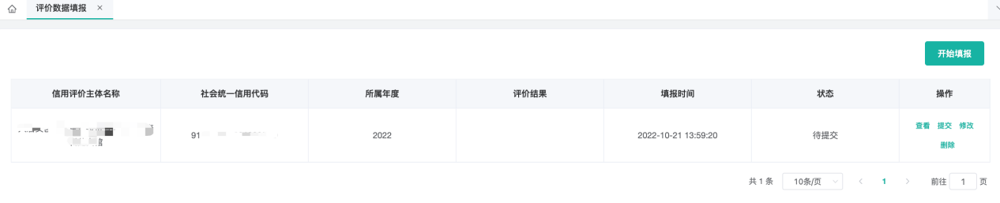 评价数据填报 ×
开始填报
信用评价主体名称 社会统一信用代码 所属年度 评价结果 填报时间 状态 操作
91 2022 2022-10-21 13:59:20 待提交 查看 提交 修改
馆 删除
共 1 条 10条/页 1 前往 1 页